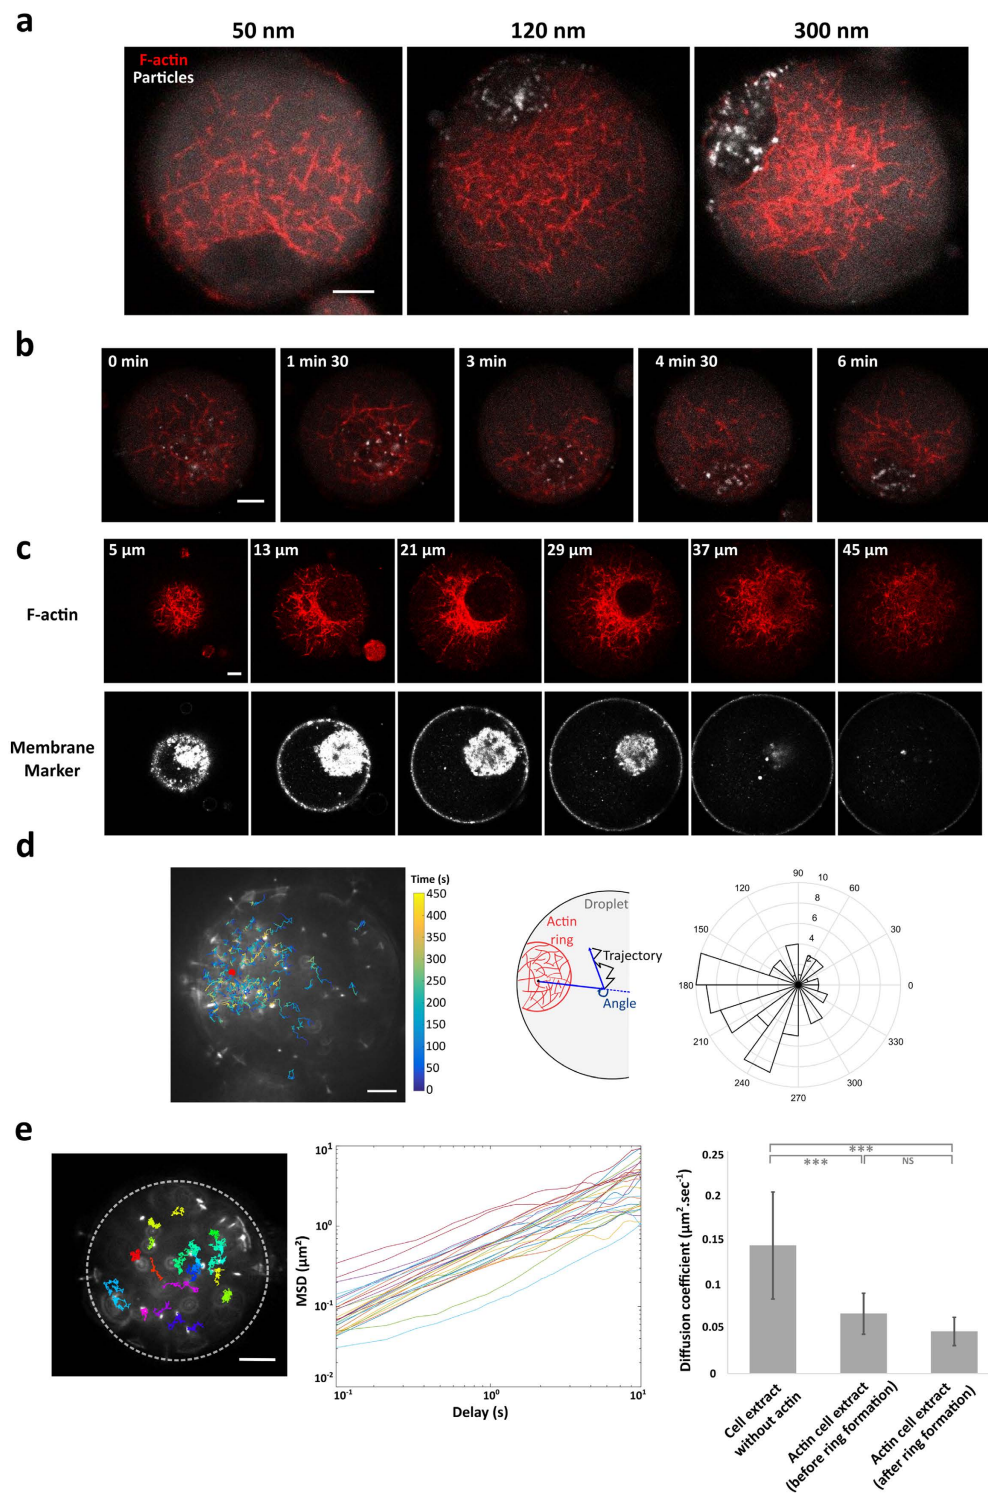 a
50 nm
120 nm
300 nm
F-actin
Particles
b
0 min
1 min 30
3 min
4 min 30
6 min
c
5 µm
13 µm
21 µm
29 µm
37 µm
45 µm
F-actin
Membrane
Marker
d
Time (s)
450
400
350
300
250
200
150
100
50
0
Droplet
Actin
ring
Trajectory
Angle
90
10
120
60
8
6
150
30
4
2
180
0
210
330
240
300
270
e
10¹
10⁰
10⁻¹
10⁻²
MSD (µm²)
10⁻¹
10⁰
10¹
Delay (s)
***
***
NS
0.25
0.2
0.15
0.1
0.05
0
Diffusion coefficient (µm².sec⁻¹)
Cell extract
without actin
Actin cell extract
(before ring formation)
Actin cell extract
(after ring formation)